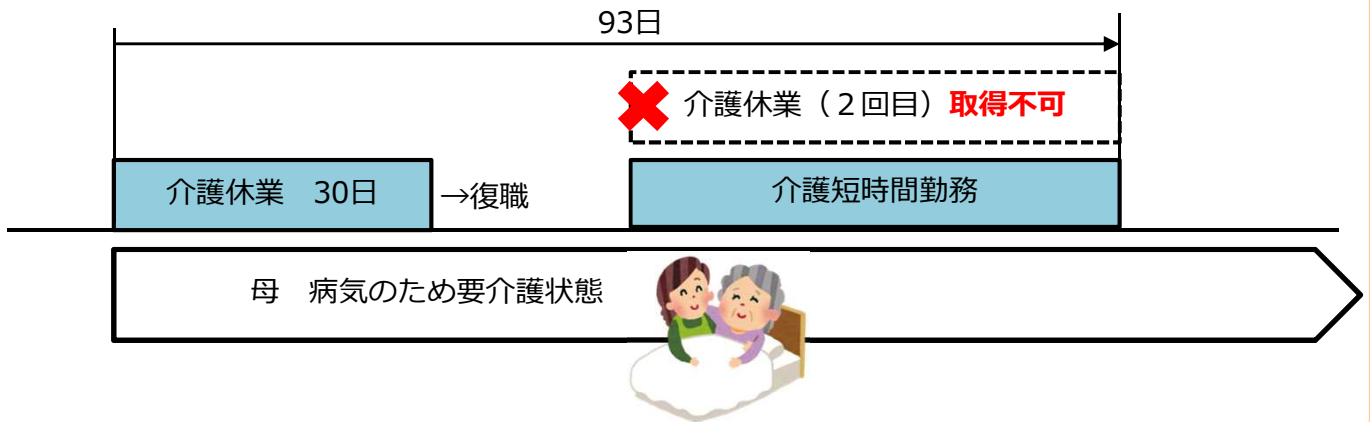 93日
介護休業（２回目）取得不可
介護休業　30日
→復職
介護短時間勤務
母　病気のため要介護状態